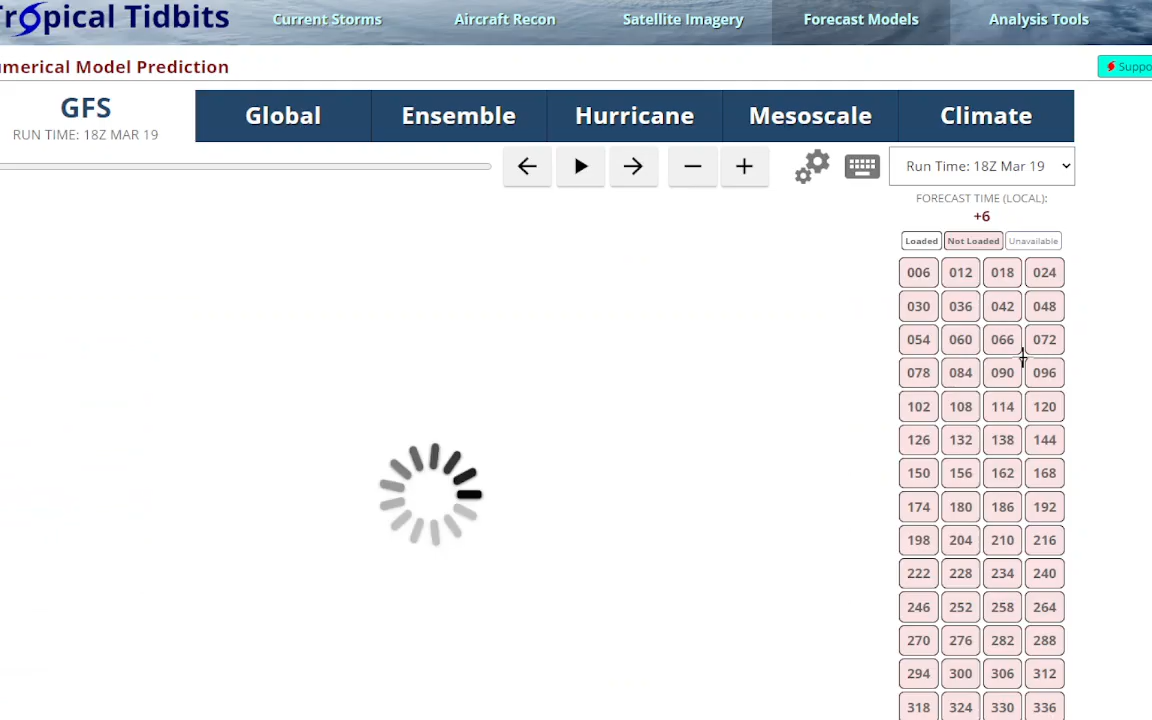 Tropical Tidbits
Current Storms Aircraft Recon Satellite Imagery Forecast Models Analysis Tools
merical Model Prediction
Suppo
GFS
RUN TIME: 18Z MAR 19
Global Ensemble Hurricane Mesoscale Climate
Run Time: 18Z Mar 19
FORECAST TIME (LOCAL):
+6
Loaded Not Loaded Unavailable
006 012 018 024
030 036 042 048
054 060 066 072
078 084 090 096
102 108 114 120
126 132 138 144
150 156 162 168
174 180 186 192
198 204 210 216
222 228 234 240
246 252 258 264
270 276 282 288
294 300 306 312
318 324 330 336